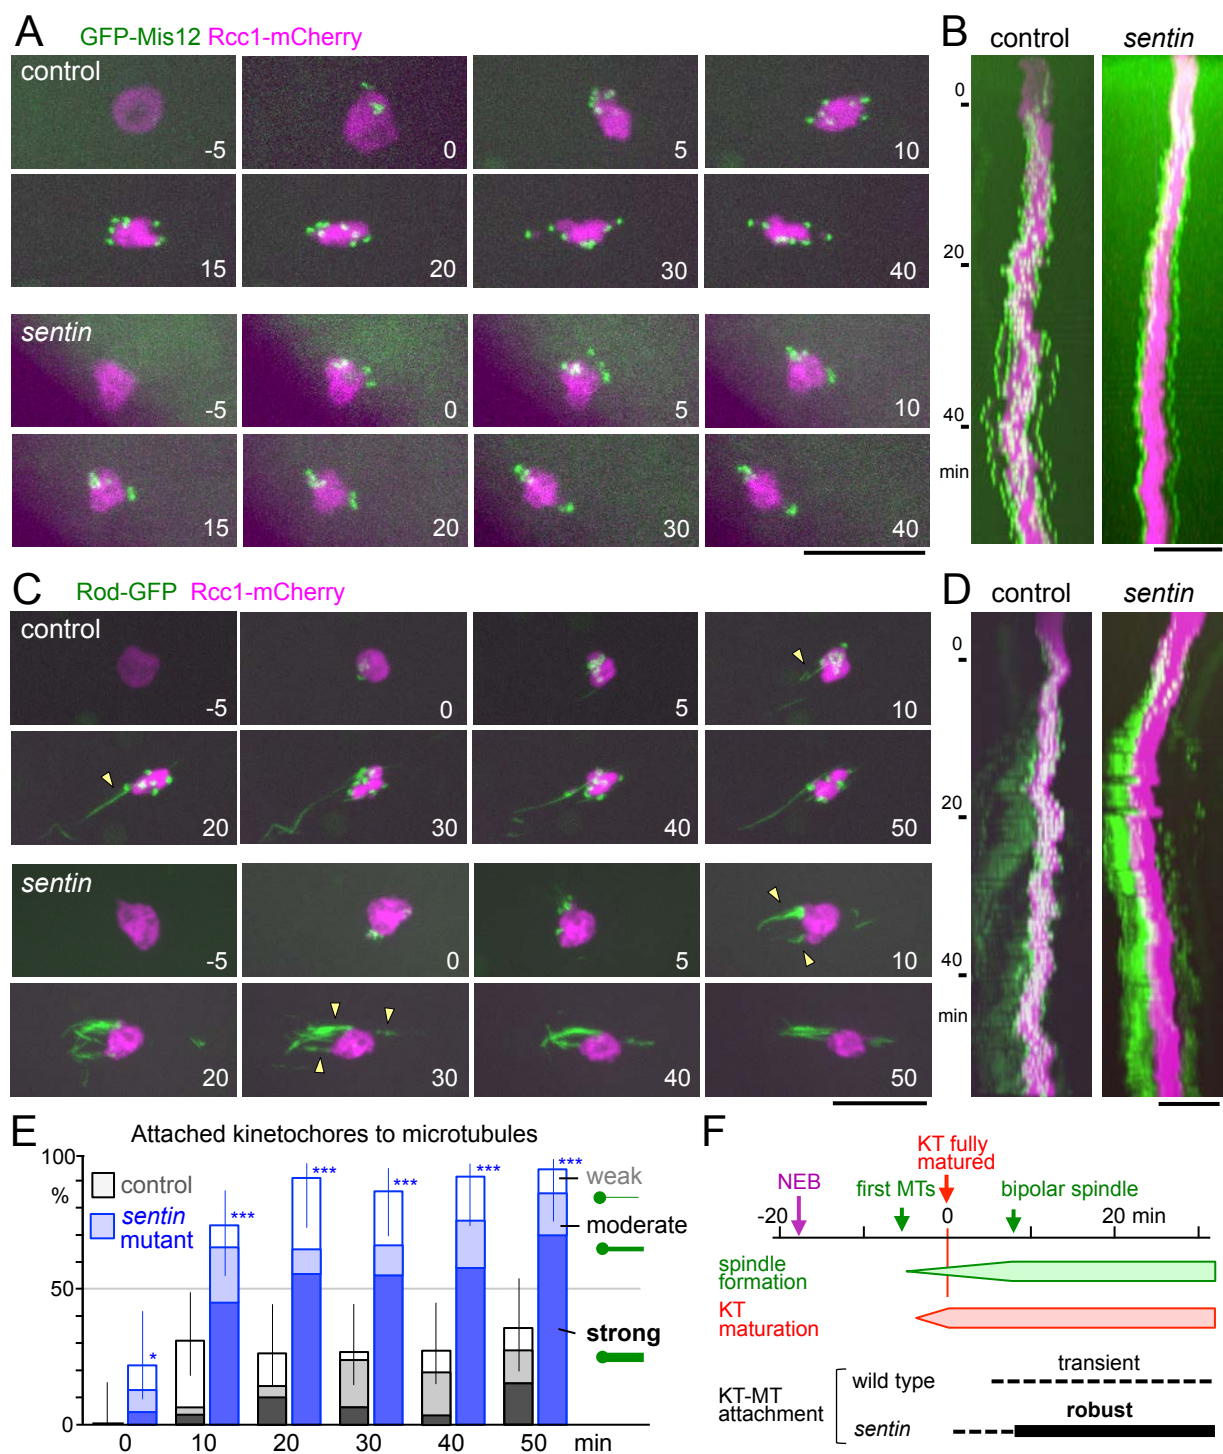 A
GFP-Mis12 Rcc1-mCherry
control
-5
0
5
10
15
20
30
40
sentin
-5
0
5
10
15
20
30
40
B
control
sentin
0
20
40
min
C
Rod-GFP Rcc1-mCherry
control
-5
0
5
10
20
30
40
50
sentin
-5
0
5
10
20
30
40
50
D
control
sentin
0
20
40
min
E
Attached kinetochores to microtubules
100
%
50
0
control
sentin
mutant
*
***
***
***
***
***
weak
moderate
strong
0 10 20 30 40 50 min
F
KT fully
matured
NEB
first MTs
bipolar spindle
-20 0 20 min
spindle
formation
KT
maturation
KT-MT
attachment
wild type
transient
sentin
robust